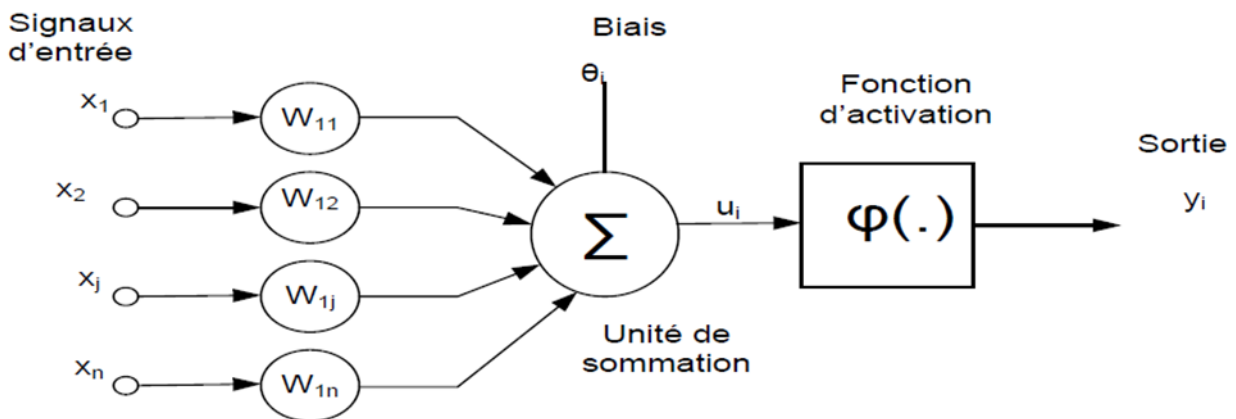 Signaux
d'entrée
Biais
θᵢ
Fonction
d'activation
Sortie
x₁
W₁₁
x₂
W₁₂
Σ
uᵢ
φ(.)
yᵢ
xⱼ
W₁ⱼ
Unité de
sommation
xₙ
W₁ₙ